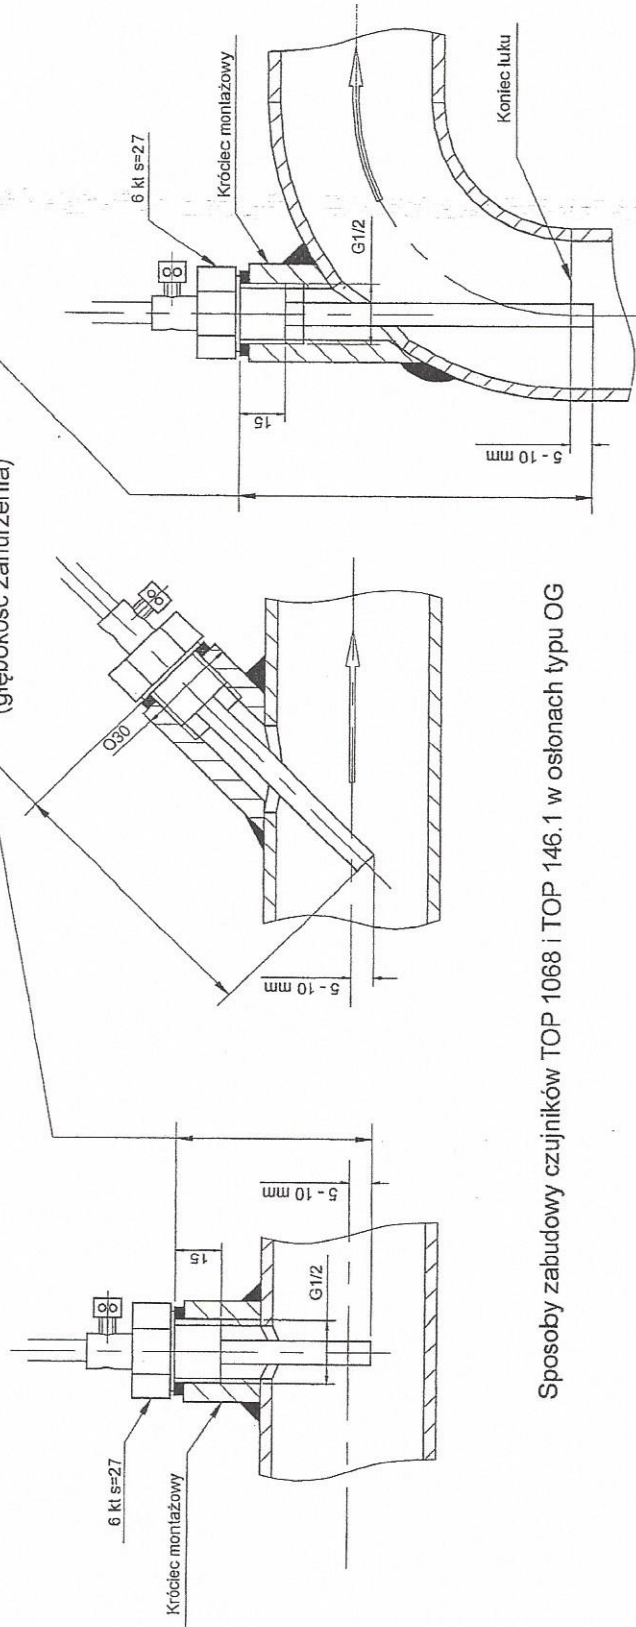 (głębokość zanurzenia)
6 kt s=27
Króciec montażowy
15
G1/2
5 - 10 mm
O30
5 - 10 mm
6 kt s=27
Króciec montażowy
15
G1/2
5 - 10 mm
Koniec łuku
Sposoby zabudowy czujników TOP 1068 i TOP 146.1 w osłonach typu OG